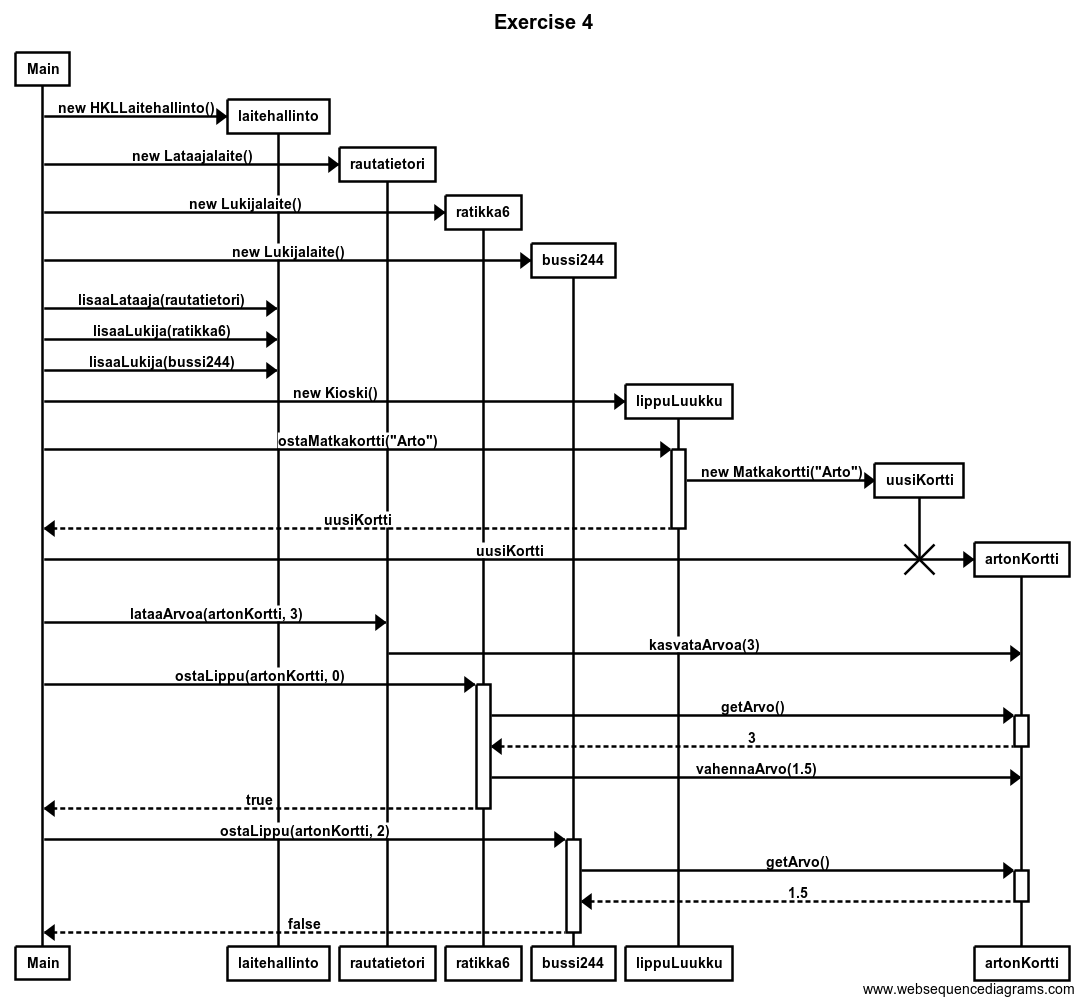 Exercise 4
Main
new HKLLaitehallinto()
laitehallinto
new Lataajalaite()
rautatietori
new Lukijalaite()
ratikka6
new Lukijalaite()
bussi244
lisaaLataaja(rautatietori)
lisaaLukija(ratikka6)
lisaaLukija(bussi244)
new Kioski()
lippuLuukku
ostaMatkakortti("Arto")
new Matkakortti("Arto")
uusiKortti
uusiKortti
uusiKortti
artonKortti
lataaArvoa(artonKortti, 3)
kasvataArvoa(3)
ostaLippu(artonKortti, 0)
getArvo()
3
vahennaArvo(1.5)
true
ostaLippu(artonKortti, 2)
getArvo()
1.5
false
Main laitehallinto rautatietori ratikka6 bussi244 lippuLuukku artonKortti
www.websequencediagrams.com